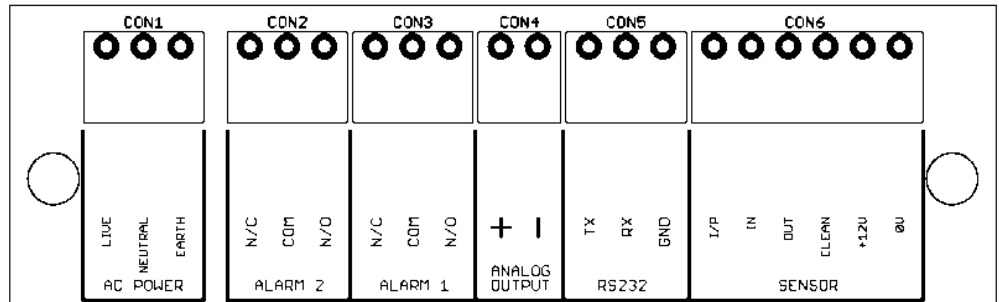 CON1 CON2 CON3 CON4 CON5 CON6
LIVE NEUTRAL EARTH N/C COM N/O N/C COM N/O + − TX RX GND I/P IN OUT CLEAN +12V 0V
AC POWER ALARM 2 ALARM 1 ANALOG OUTPUT RS232 SENSOR